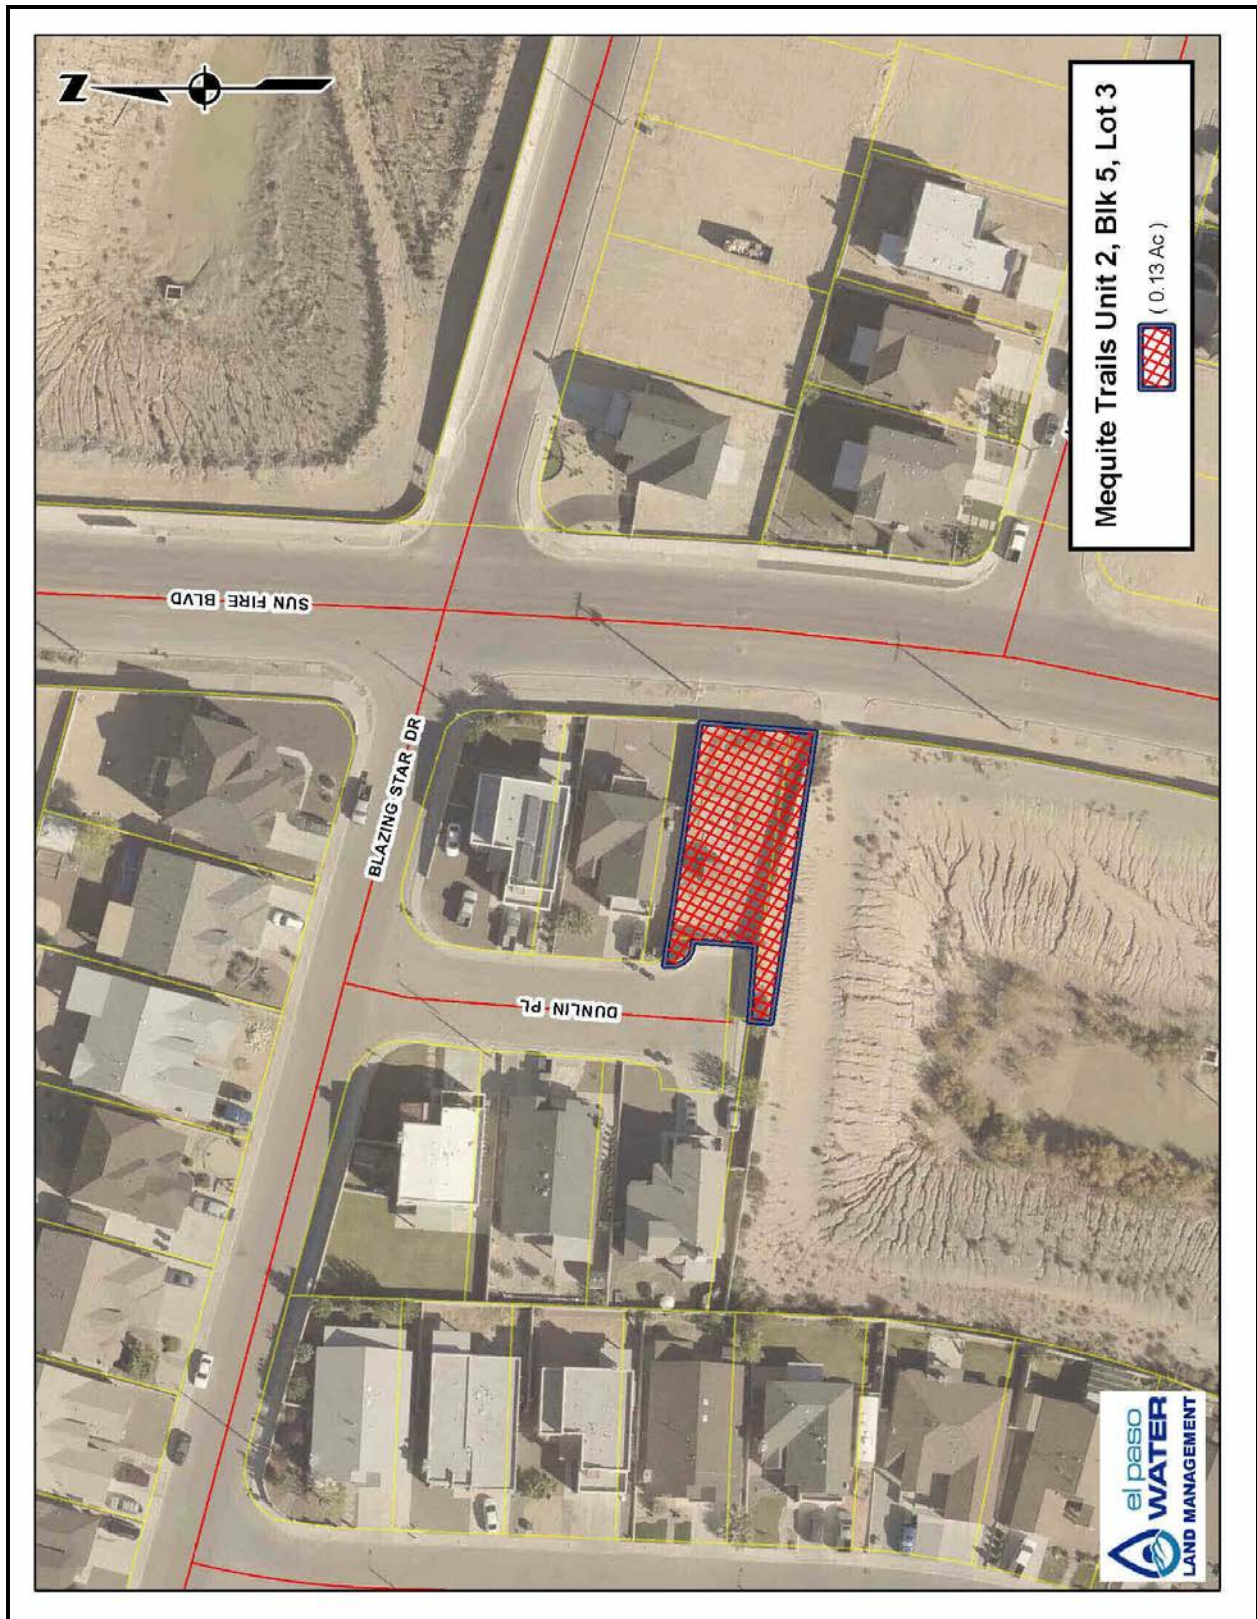 Z
SUN FIRE BLVD
BLAZING STAR DR
DUNLIN PL
Mequite Trails Unit 2, Blk 5, Lot 3
( 0.13 Ac )
el paso
WATER
LAND MANAGEMENT